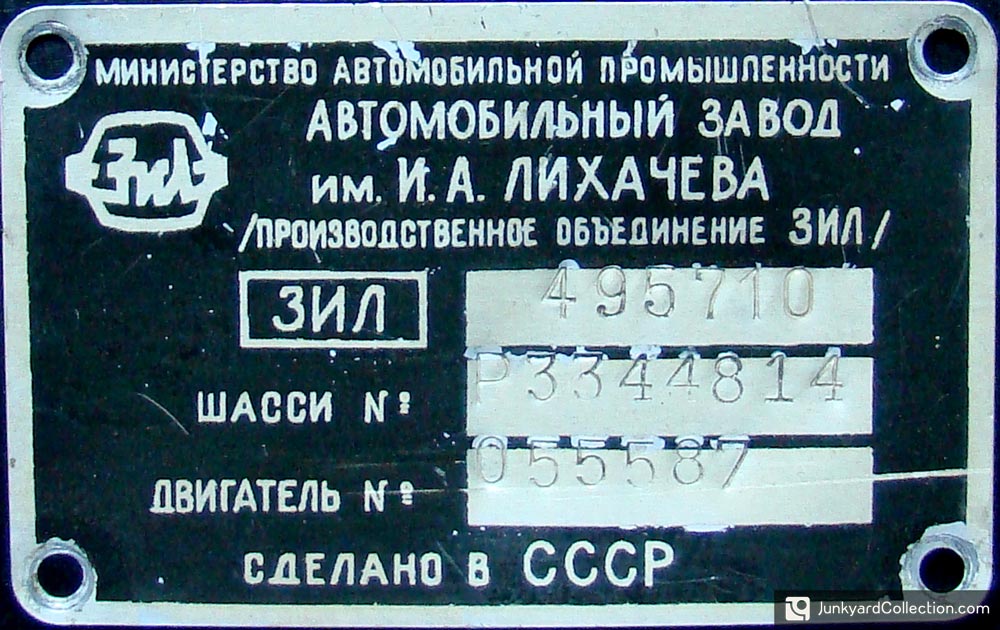 МИНИСТЕРСТВО АВТОМОБИЛЬНОЙ ПРОМЫШЛЕННОСТИ
АВТОМОБИЛЬНЫЙ ЗАВОД
ЗИЛ
им. И. А. ЛИХАЧЕВА
/ПРОИЗВОДСТВЕННОЕ ОБЪЕДИНЕНИЕ ЗИЛ/
ЗИЛ 495710
ШАССИ № Р3344814
ДВИГАТЕЛЬ № 055587
СДЕЛАНО В СССР
JunkyardCollection.com